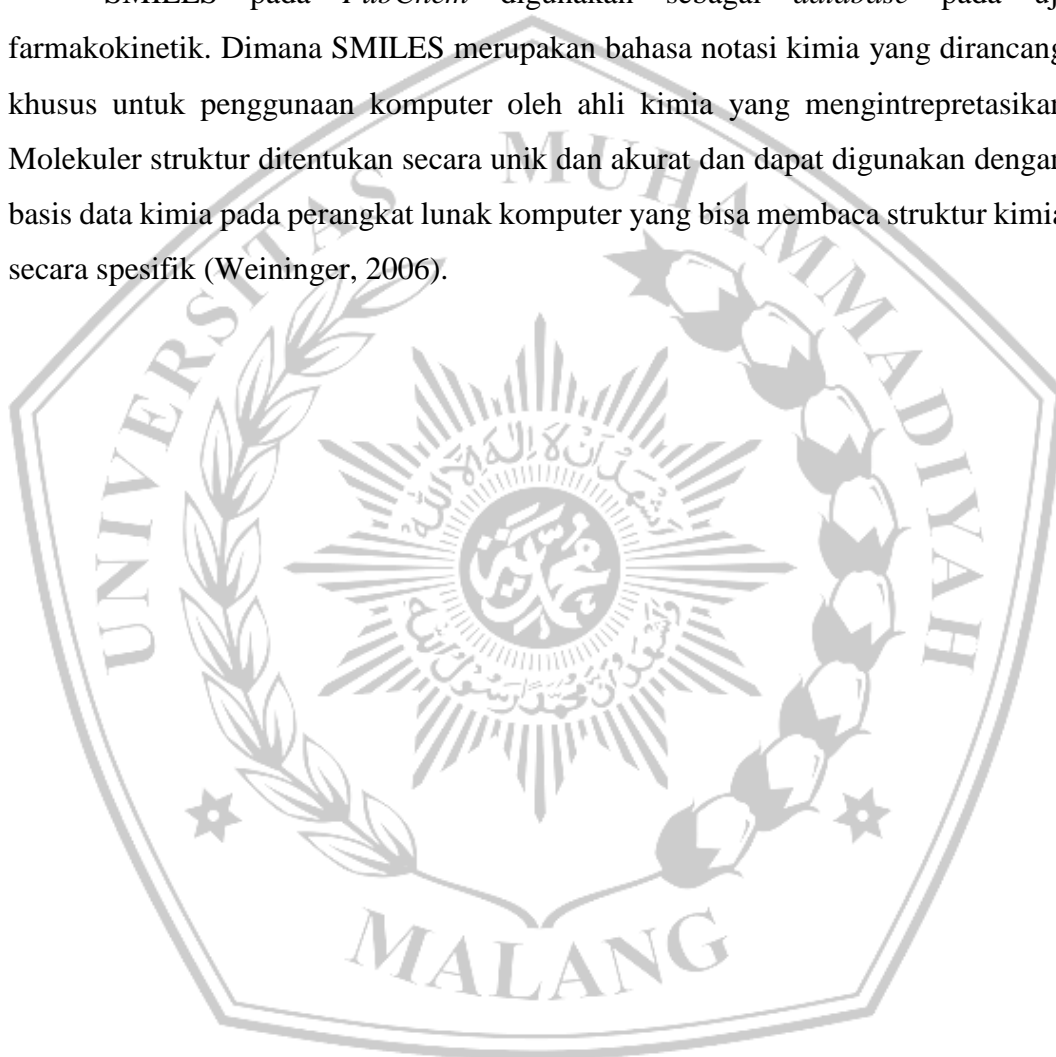 SMILES pada PubChem digunakan sebagai database pada uj
farmakokinetik. Dimana SMILES merupakan bahasa notasi kimia yang dirancang
khusus untuk penggunaan komputer oleh ahli kimia yang mengintrepretasikan
Molekuler struktur ditentukan secara unik dan akurat dan dapat digunakan dengan
basis data kimia pada perangkat lunak komputer yang bisa membaca struktur kimia
secara spesifik (Weininger, 2006).
UNIVERSITAS MUHAMMADIYAH
MALANG